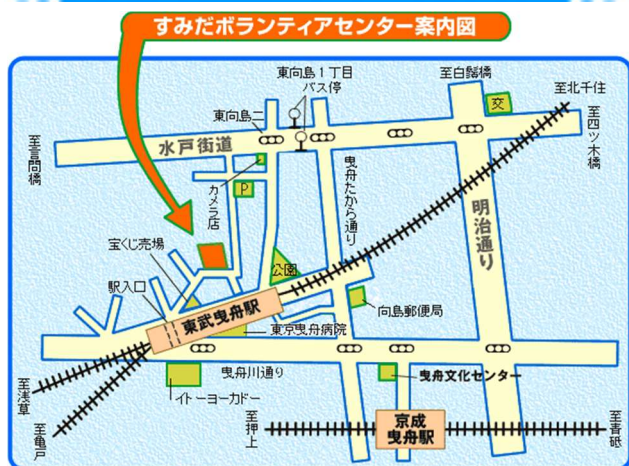 すみだボランティアセンター案内図
東向島1丁目
バス停
至白鬚橋
至北千住
交
東向島二
至四ツ木橋
水戸街道
至言問橋
カメラ店
P
曳舟たから通り
明治通り
宝くじ売場
駅入口
公園
東武曳舟駅
向島郵便局
東京曳舟病院
曳舟川通り
曳舟文化センター
イトーヨーカドー
至浅草
至亀戸
至押上
京成
曳舟駅
至青砥